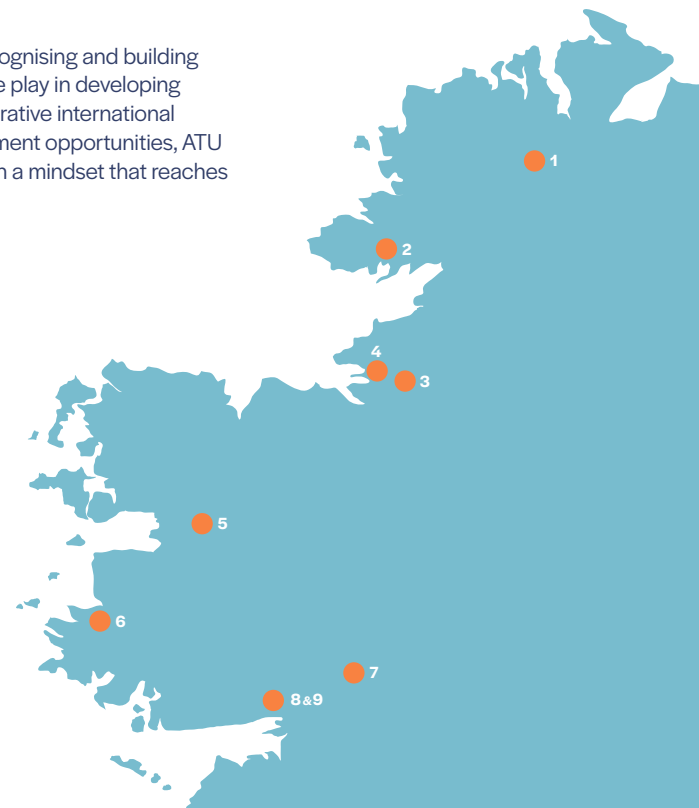 ognising and building
e play in developing
rative international
ment opportunities, ATU
n a mindset that reaches
1
2
4
3
5
6
7
8&9